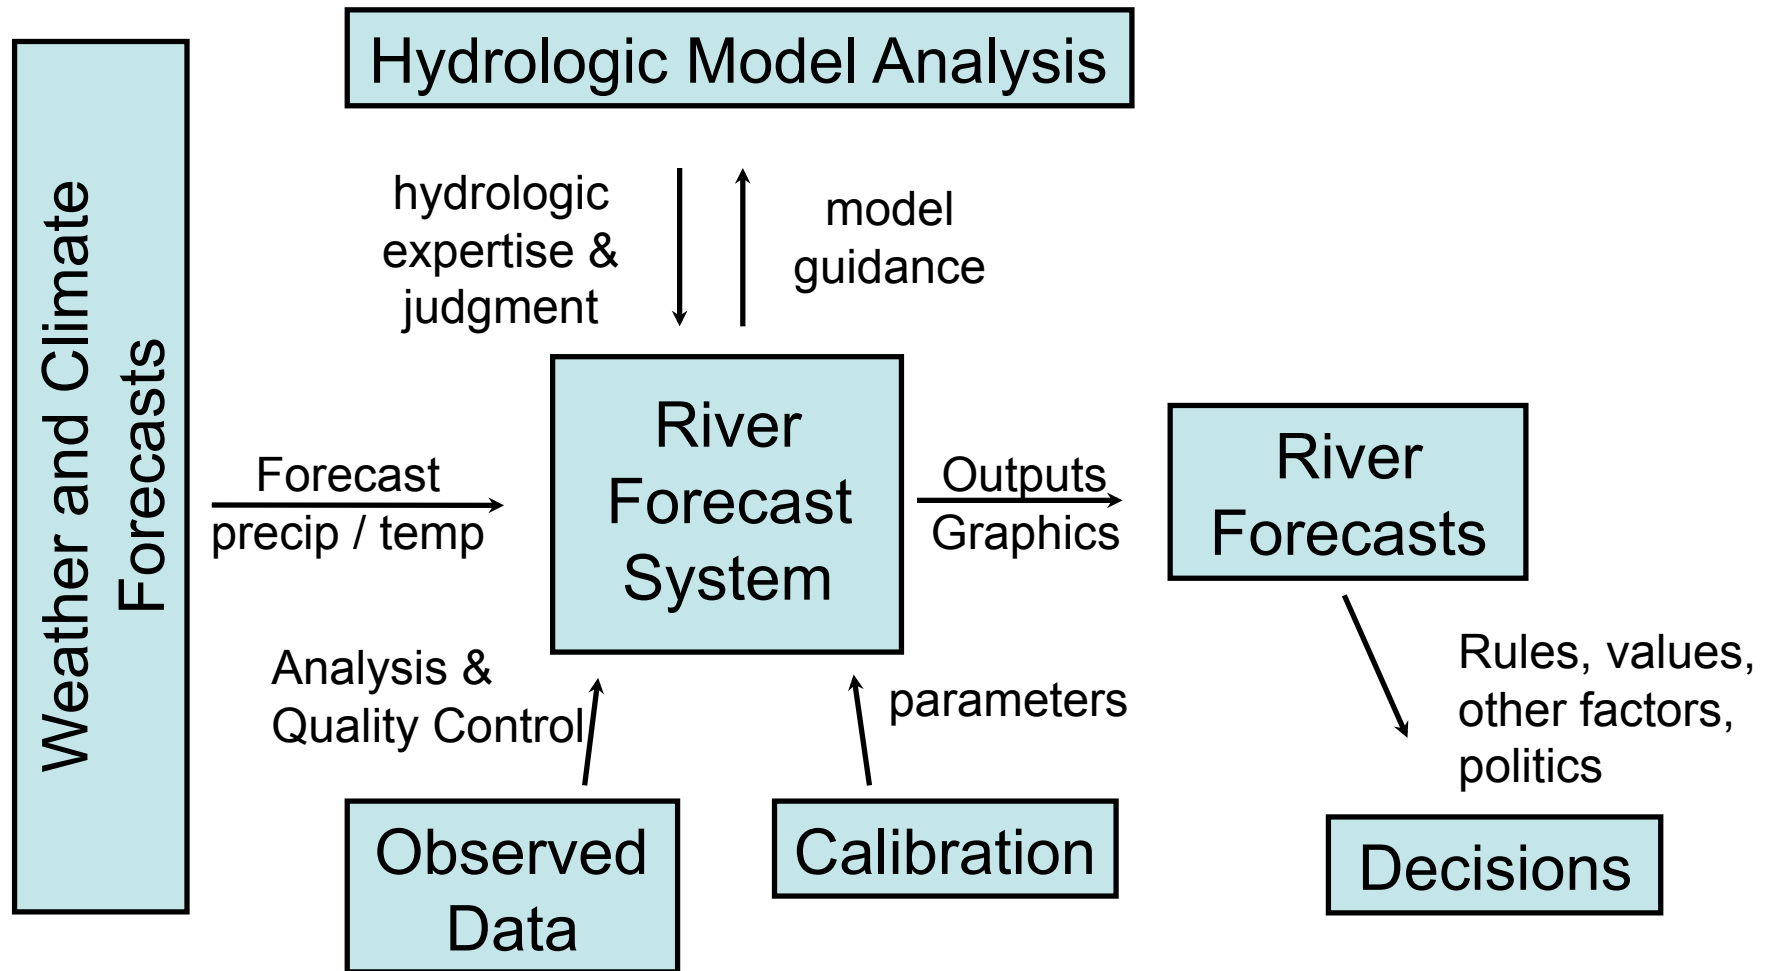 Hydrologic Model Analysis
Weather and Climate
Forecasts
hydrologic
expertise &
judgment
model
guidance
Forecast
precip / temp
River
Forecast
System
Outputs
Graphics
River
Forecasts
Analysis &
Quality Control
parameters
Rules, values,
other factors,
politics
Observed
Data
Calibration
Decisions